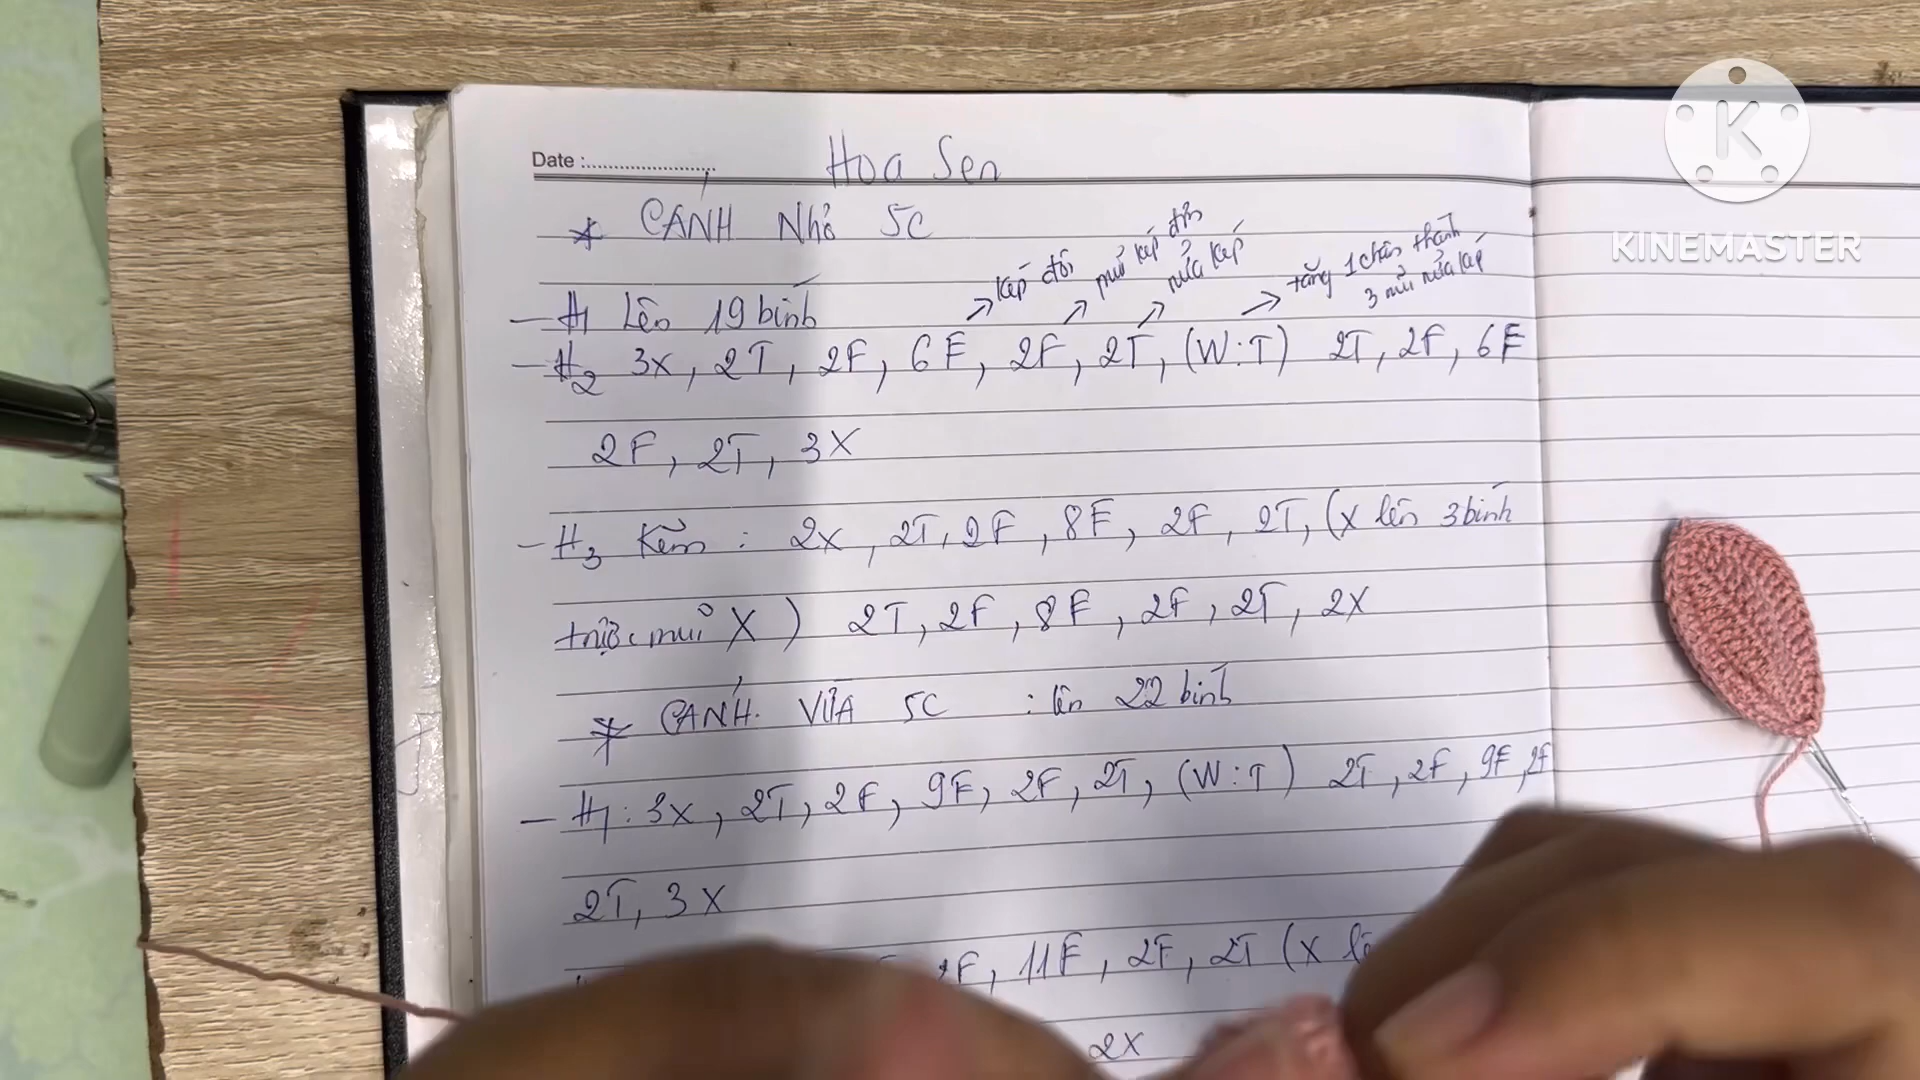 Date :
Hoa Sen
* CÁNH Nhỏ 5C
→ kép đôi
→ mũi kép đơn
→ nửa kép
→ tăng 1 chân thành
3 mũi nửa kép
- H1 Lên 19 bính
- H2 3x, 2T, 2F, 6F, 2F, 2T, (W:T) 2T, 2F, 6F
2F, 2T, 3X
- H3 Kẽm : 2x, 2T, 2F, 8F, 2F, 2T, (x lên 3 bính
mũi X) 2T, 2F, 8F, 2F, 2T, 2X
* CÁNH VỪA 5C : lên 22 bính
- H1: 3x, 2T, 2F, 9F, 2F, 2T, (W:T) 2T, 2F, 9F, 2F
2T, 3X
F, 11F, 2F, 2T (x
2X
K
KINEMASTER